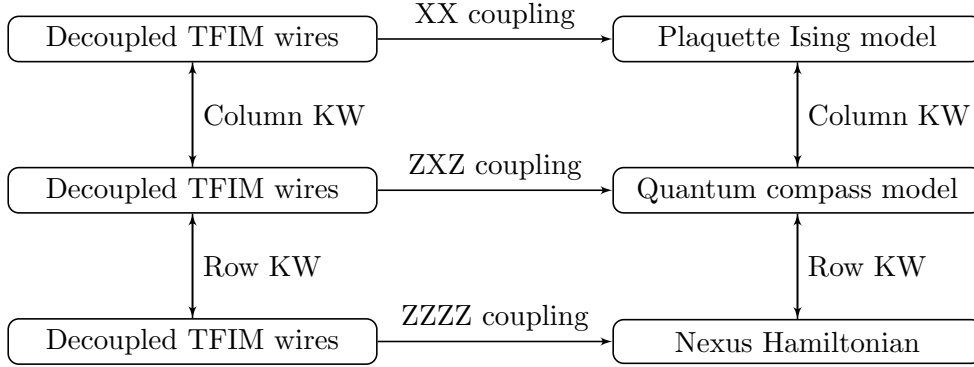 Decoupled TFIM wires
XX coupling
Plaquette Ising model
Column KW
Column KW
Decoupled TFIM wires
ZXZ coupling
Quantum compass model
Row KW
Row KW
Decoupled TFIM wires
ZZZZ coupling
Nexus Hamiltonian